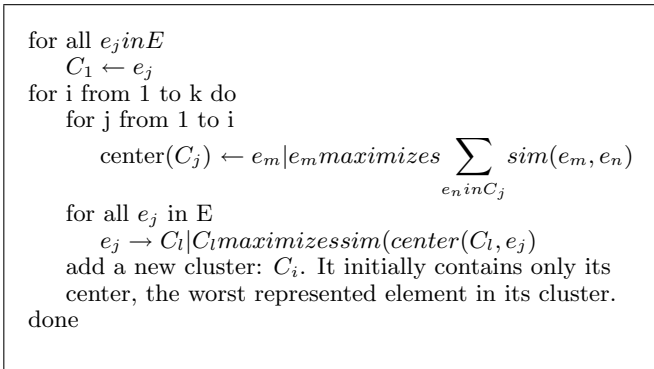 for all e_j in E
C_1 ← e_j
for i from 1 to k do
for j from 1 to i
center(C_j) ← e_m|e_m maximizes ∑_{e_n in C_j} sim(e_m, e_n)
for all e_j in E
e_j → C_l|C_l maximizes sim(center(C_l, e_j)
add a new cluster: C_i. It initially contains only its
center, the worst represented element in its cluster.
done